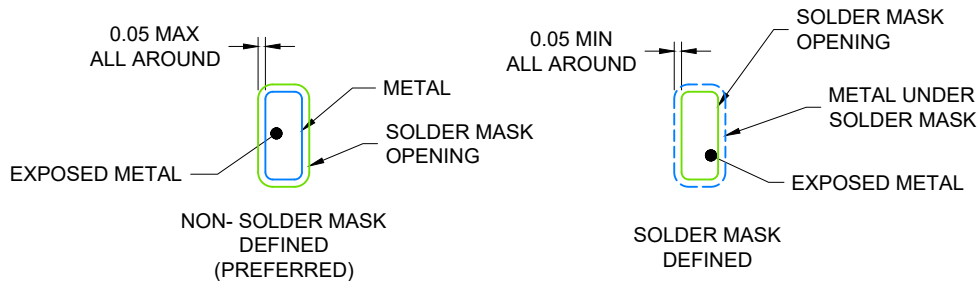 0.05 MAX
ALL AROUND
METAL
SOLDER MASK
OPENING
EXPOSED METAL
NON- SOLDER MASK
DEFINED
(PREFERRED)
SOLDER MASK
OPENING
0.05 MIN
ALL AROUND
METAL UNDER
SOLDER MASK
EXPOSED METAL
SOLDER MASK
DEFINED